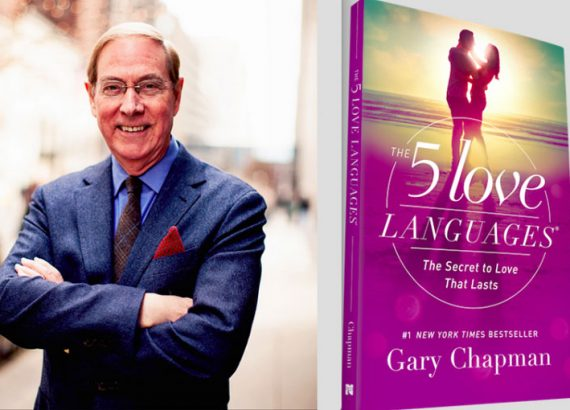 THE 5 LOVE LANGUAGES
Chapman
THE
5 love
LANGUAGES®
The Secret to Love
That Lasts
#1 NEW YORK TIMES BESTSELLER
Gary Chapman